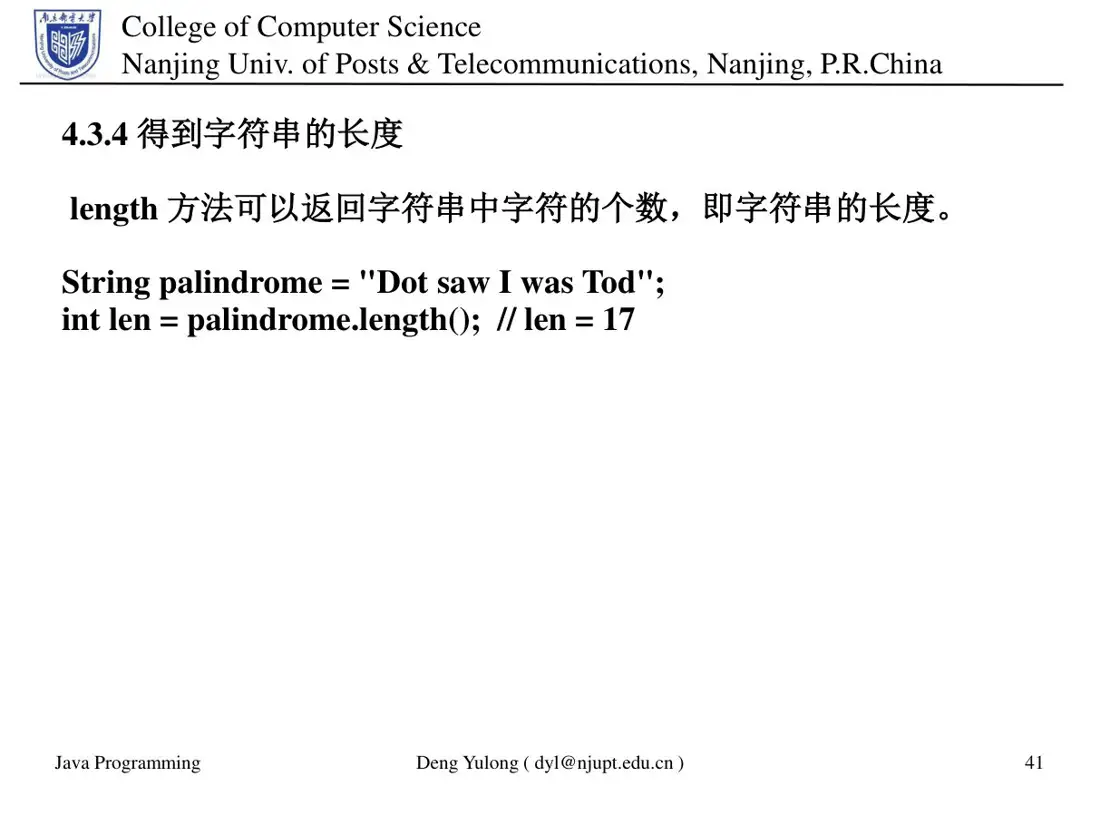 College of Computer Science
Nanjing Univ. of Posts & Telecommunications, Nanjing, P.R.China
4.3.4 得到字符串的长度
length 方法可以返回字符串中字符的个数，即字符串的长度。
String palindrome = "Dot saw I was Tod";
int len = palindrome.length();  // len = 17
Java Programming
Deng Yulong ( dyl@njupt.edu.cn )
41